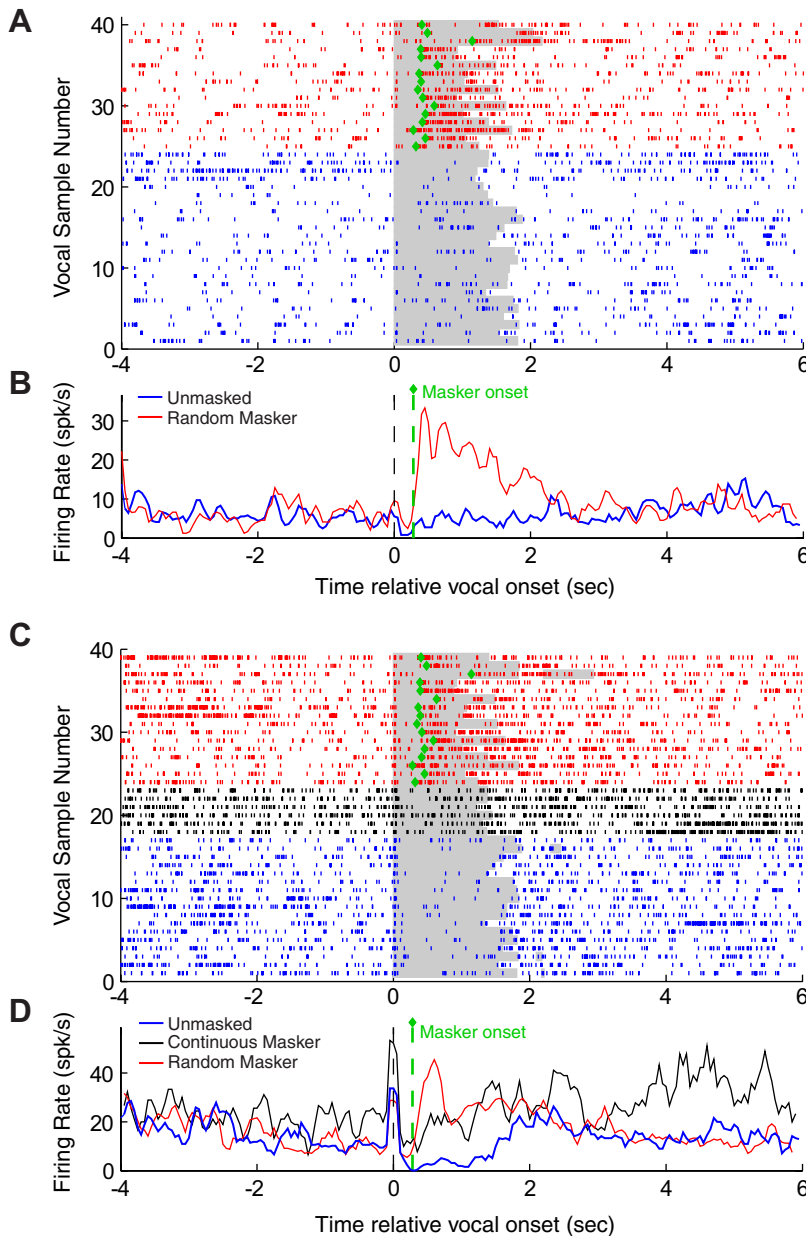 A
Vocal Sample Number
40
30
20
10
0
-4 -2 0 2 4 6
B
Firing Rate (spk/s)
30
20
10
0
Unmasked
Random Masker
Masker onset
-4 -2 0 2 4 6
Time relative vocal onset (sec)
C
Vocal Sample Number
40
30
20
10
0
-4 -2 0 2 4 6
D
Firing Rate (spk/s)
40
20
0
Unmasked
Continuous Masker
Random Masker
Masker onset
-4 -2 0 2 4 6
Time relative vocal onset (sec)